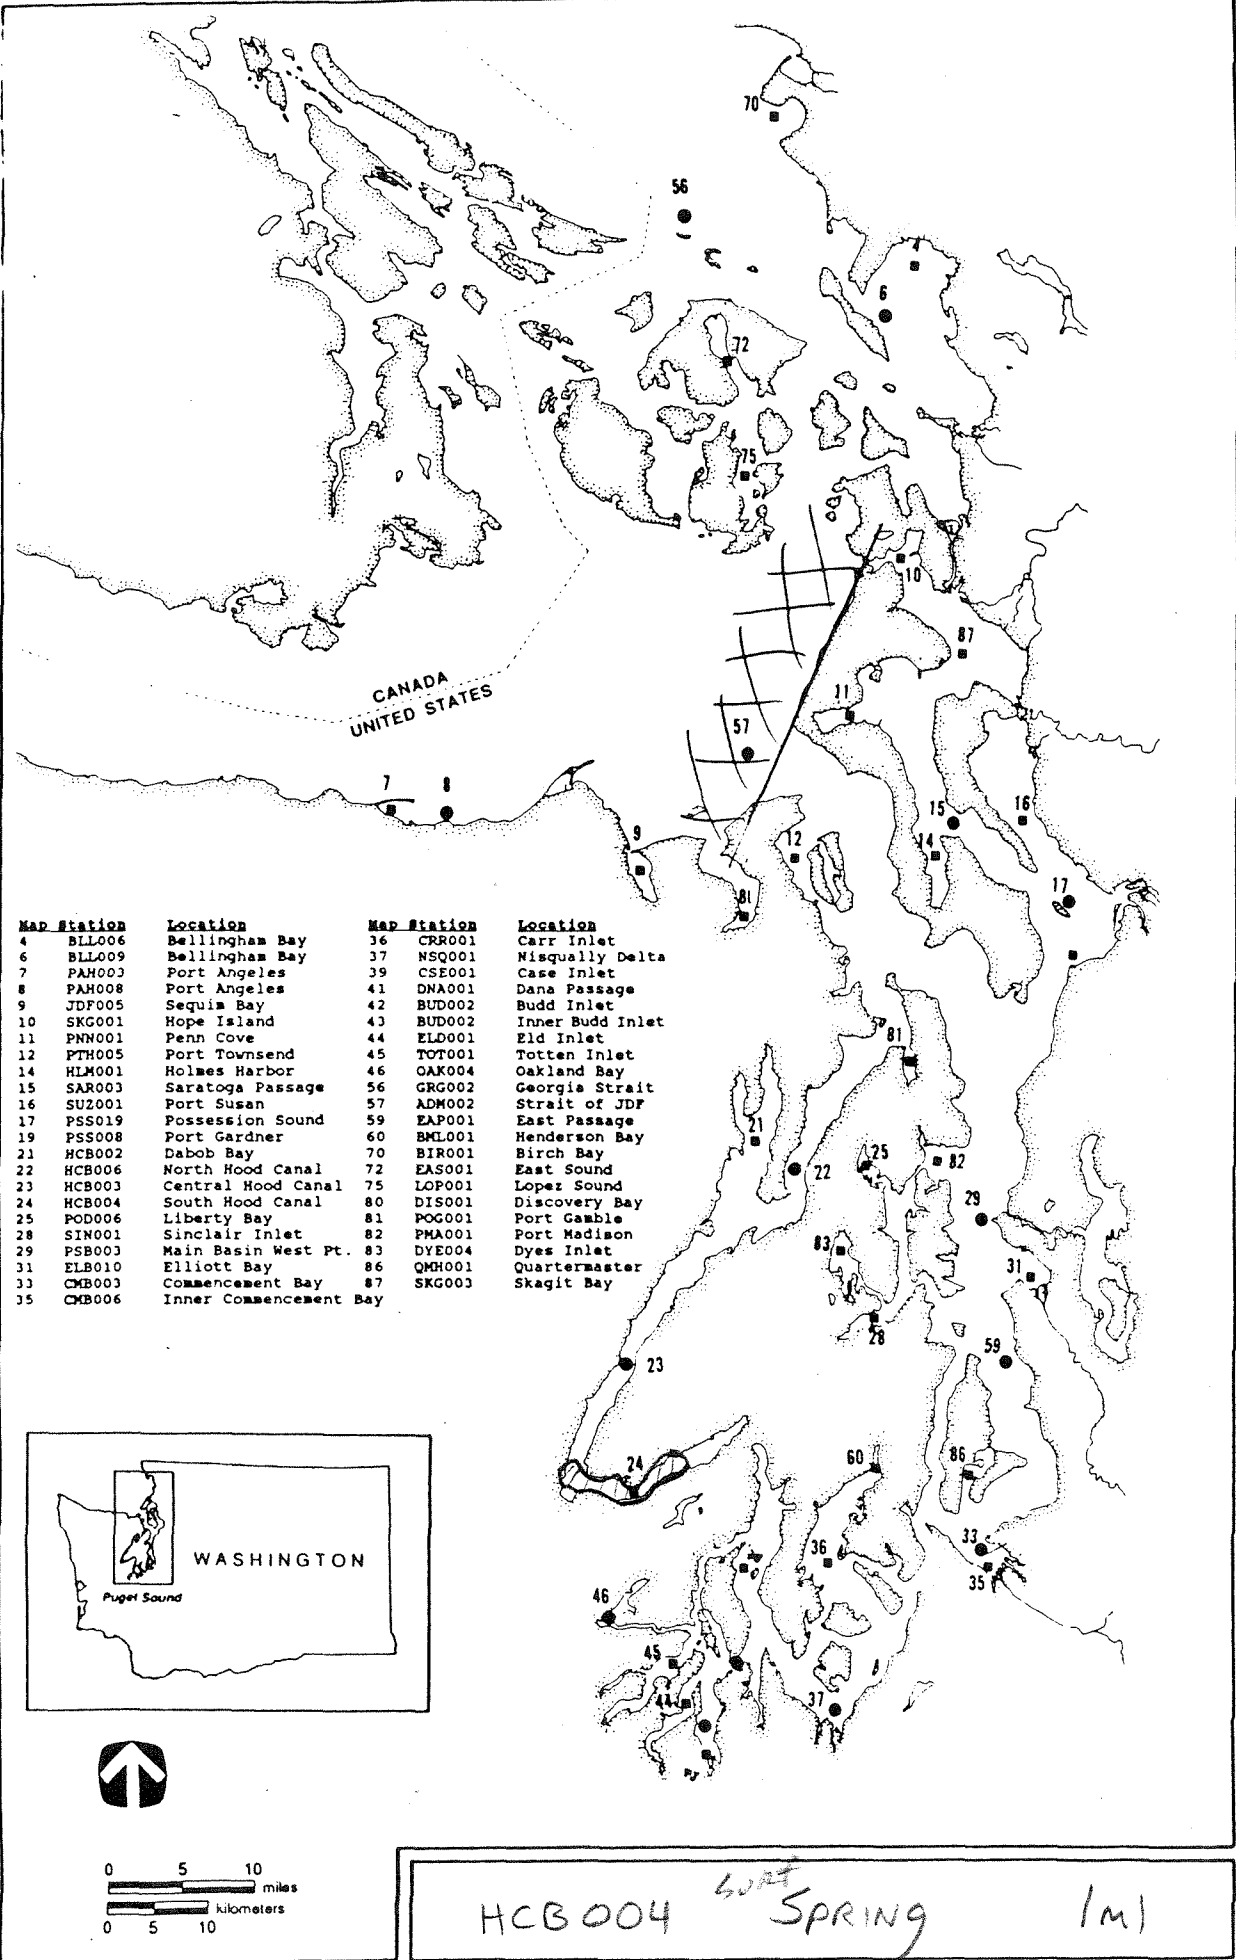 70
56
4
6
72
75
10
87
11
CANADA
UNITED STATES
57
7
8
9
12
15
16
14
17
81
Map Station Location Map Station Location
4 BLL006 Bellingham Bay 36 CRR001 Carr Inlet
6 BLL009 Bellingham Bay 37 NSQ001 Nisqually Delta
7 PAH003 Port Angeles 39 CSE001 Case Inlet
8 PAH008 Port Angeles 41 DNA001 Dana Passage
9 JDF005 Sequim Bay 42 BUD002 Budd Inlet
10 SKG001 Hope Island 43 BUD002 Inner Budd Inlet
11 PNN001 Penn Cove 44 ELD001 Eld Inlet
12 PTH005 Port Townsend 45 TOT001 Totten Inlet
14 HLM001 Holmes Harbor 46 OAK004 Oakland Bay
15 SAR003 Saratoga Passage 56 GRG002 Georgia Strait
16 SUZ001 Port Susan 57 ADM002 Strait of JDF
17 PSS019 Possession Sound 59 EAP001 East Passage
19 PSS008 Port Gardner 60 BML001 Henderson Bay
21 HCB002 Dabob Bay 70 BIR001 Birch Bay
22 HCB006 North Hood Canal 72 EAS001 East Sound
23 HCB003 Central Hood Canal 75 LOP001 Lopez Sound
24 HCB004 South Hood Canal 80 DIS001 Discovery Bay
25 POD006 Liberty Bay 81 POG001 Port Gamble
28 SIN001 Sinclair Inlet 82 PMA001 Port Madison
29 PSB003 Main Basin West Pt. 83 DYE004 Dyes Inlet
31 ELB010 Elliott Bay 86 QMH001 Quartermaster
33 CMB003 Commencement Bay 87 SKG003 Skagit Bay
35 CMB006 Inner Commencement Bay
81
21
22
25
82
29
83
31
28
23
59
24
60
86
33
36
35
46
45
44
37
WASHINGTON
Puget Sound
0 5 10
miles
kilometers
0 5 10
HCB004 surf SPRING 1m1